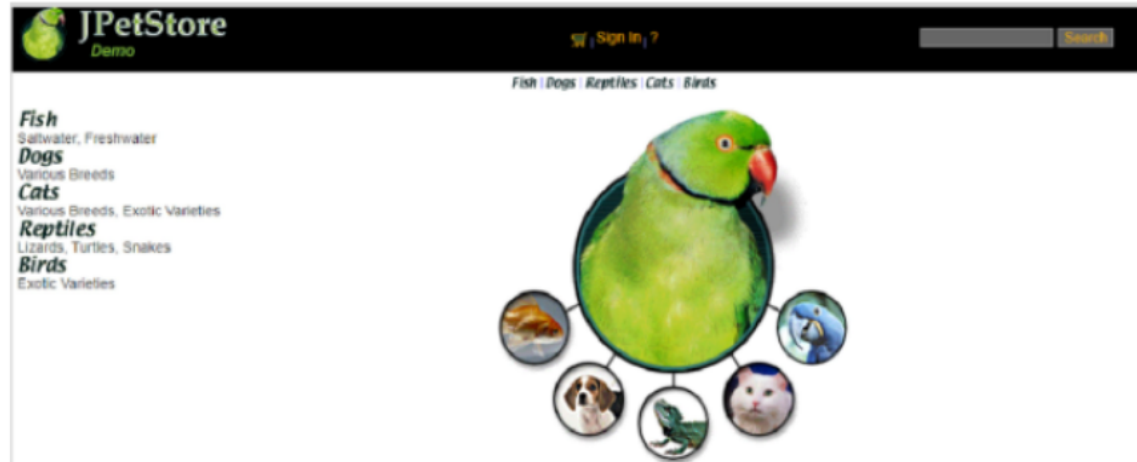 JPetStore
Demo
Sign In | ?
Search
Fish | Dogs | Reptiles | Cats | Birds
Fish
Saltwater, Freshwater
Dogs
Various Breeds
Cats
Various Breeds, Exotic Varieties
Reptiles
Lizards, Turtles, Snakes
Birds
Exotic Varieties